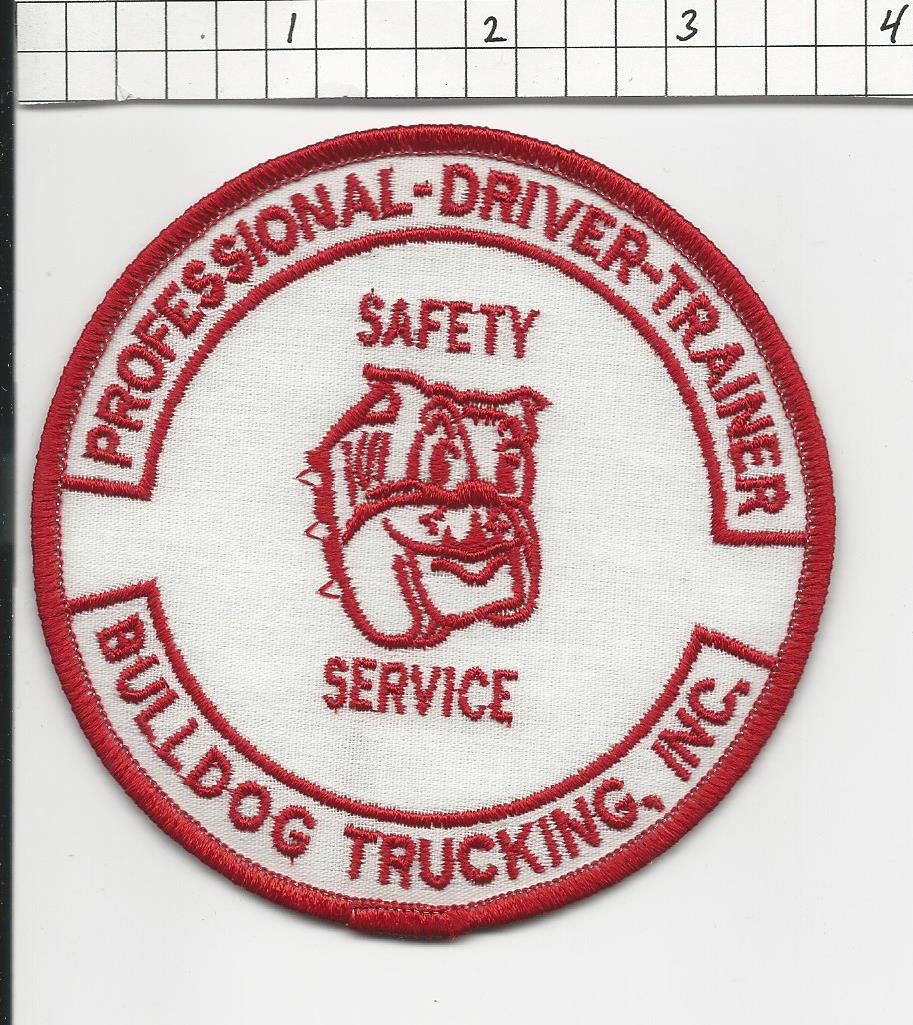 1 2 3 4
PROFESSIONAL-DRIVER-TRAINER
SAFETY
SERVICE
BULLDOG TRUCKING, INC.